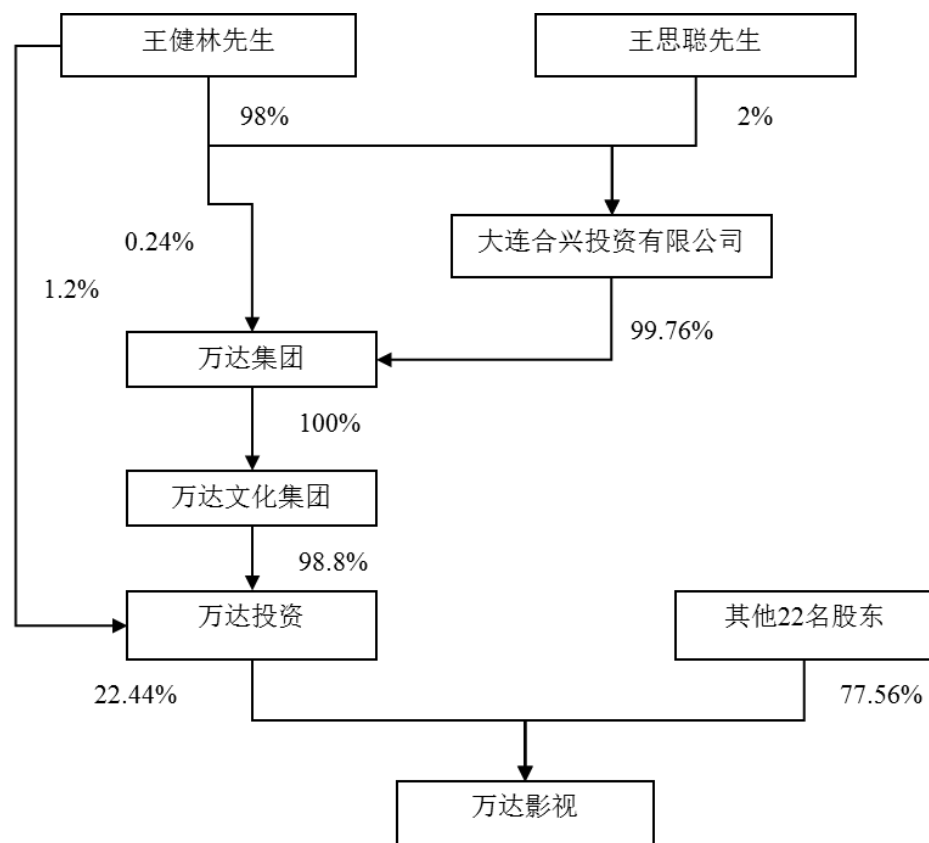 王健林先生
王思聪先生
98%
2%
大连合兴投资有限公司
0.24%
1.2%
99.76%
万达集团
100%
万达文化集团
98.8%
万达投资
其他22名股东
22.44%
77.56%
万达影视